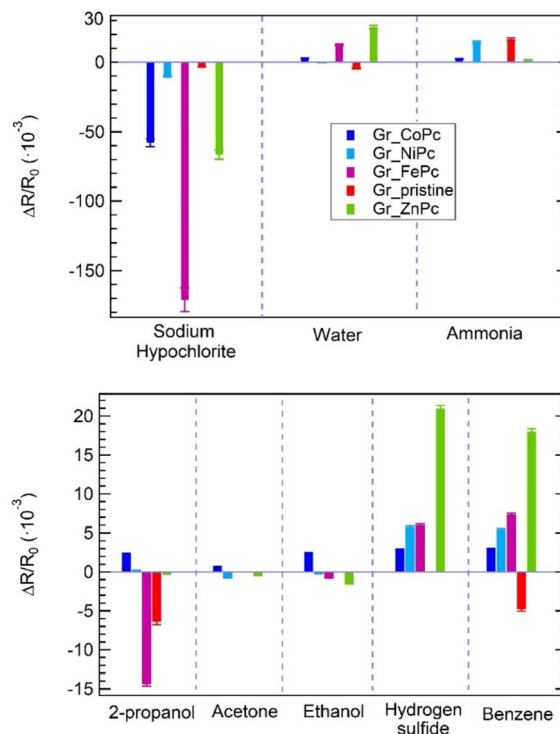 30
0
-50
-100
-150
ΔR/R₀ (·10⁻³)
Gr_CoPc
Gr_NiPc
Gr_FePc
Gr_pristine
Gr_ZnPc
Sodium
Hypochlorite
Water
Ammonia
20
15
10
5
0
-5
-10
-15
ΔR/R₀ (·10⁻³)
2-propanol
Acetone
Ethanol
Hydrogen
sulfide
Benzene